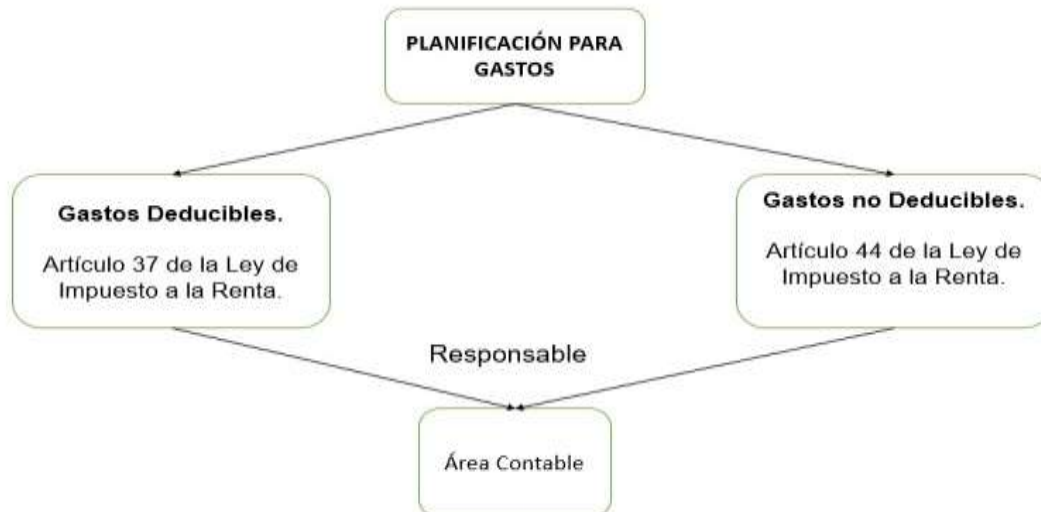 PLANIFICACIÓN PARA
GASTOS
Gastos Deducibles.
Artículo 37 de la Ley de
Impuesto a la Renta.
Gastos no Deducibles.
Artículo 44 de la Ley de
Impuesto a la Renta.
Responsable
Área Contable